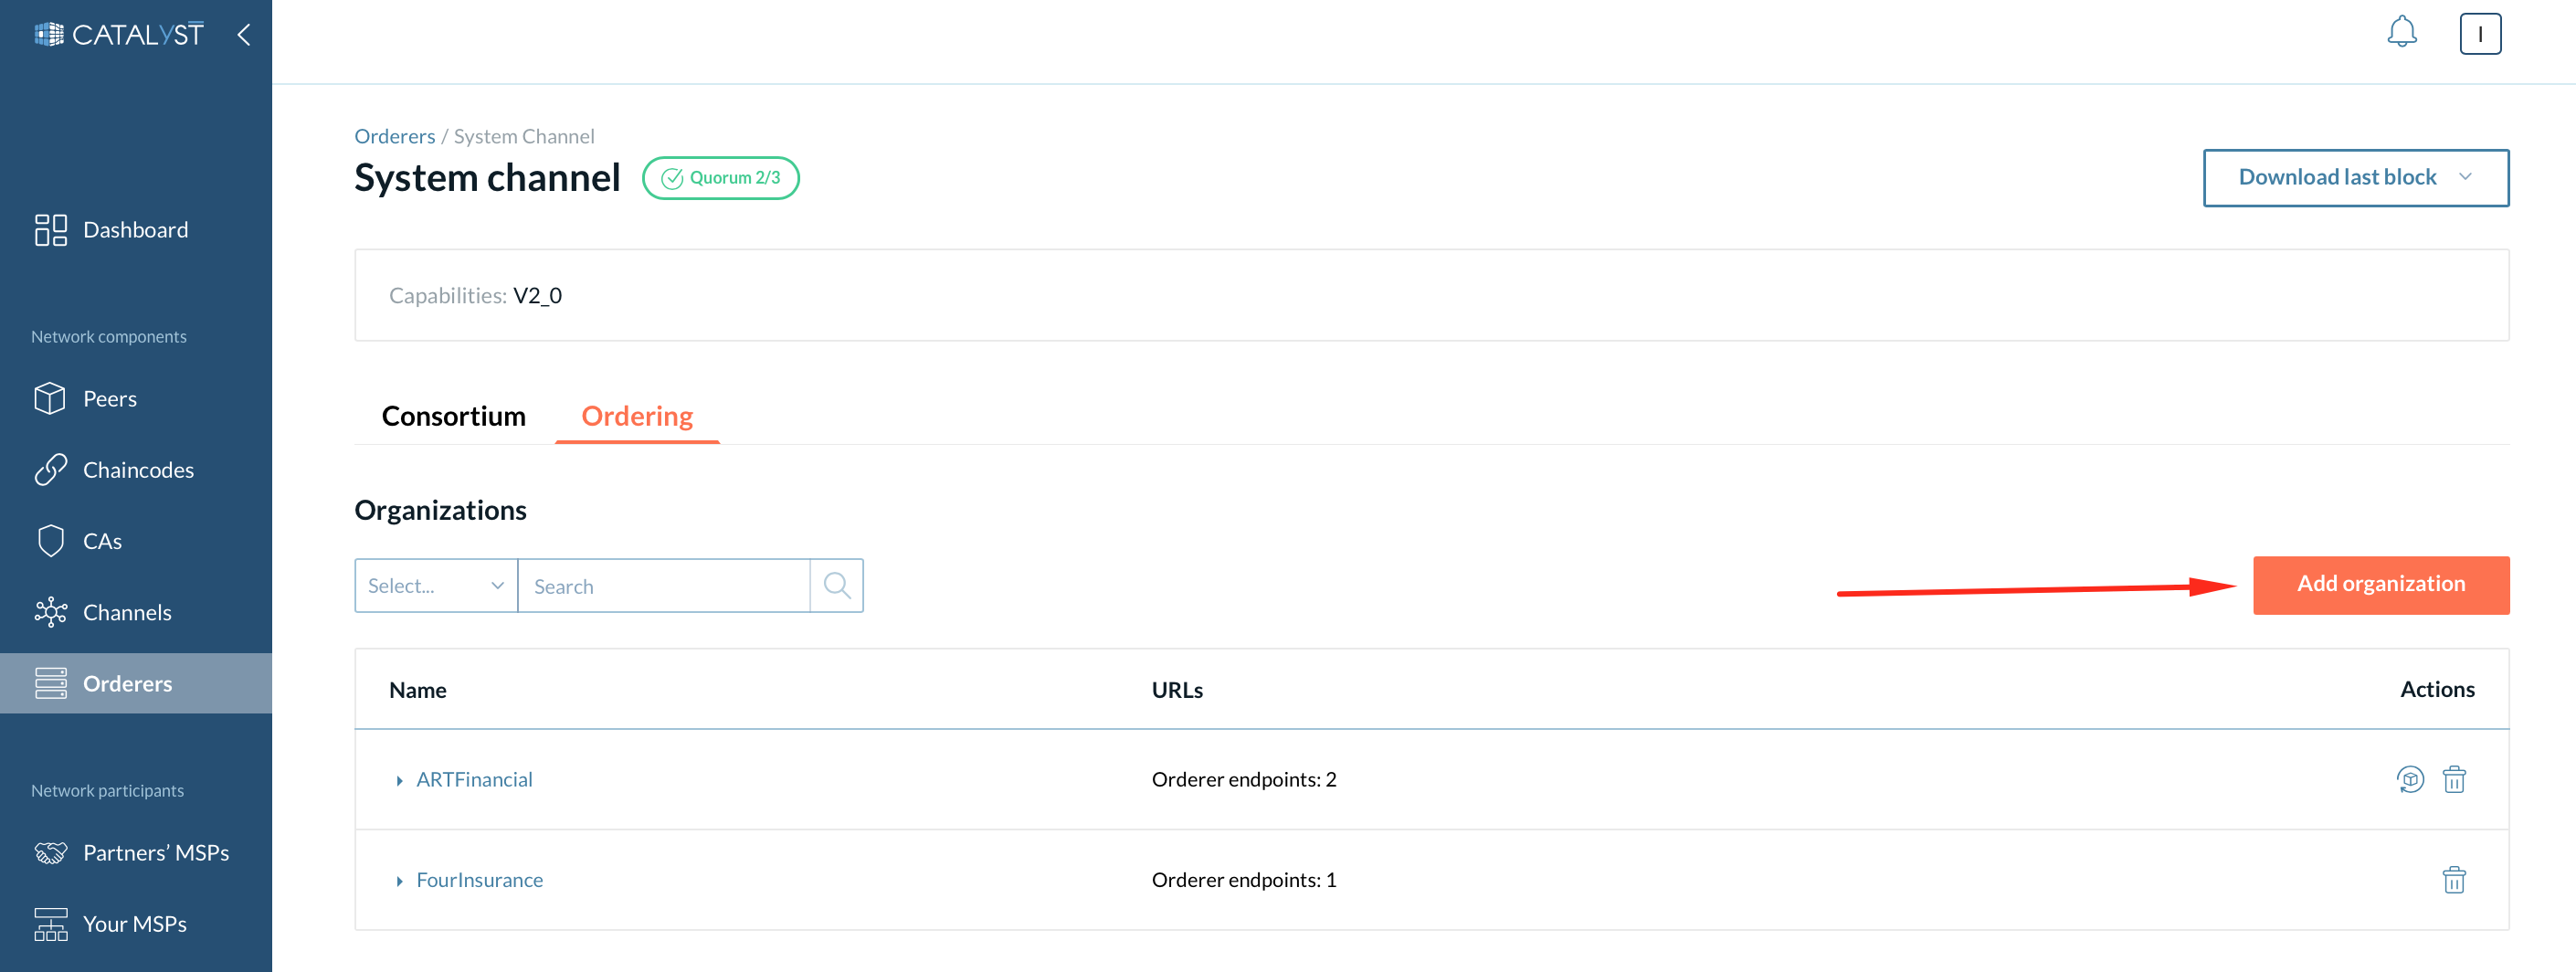 CATALYST
Dashboard
Network components
Peers
Chaincodes
CAs
Channels
Orderers
Network participants
Partners’ MSPs
Your MSPs
I
Orderers / System Channel
System channel
Quorum 2/3
Download last block
Capabilities: V2_0
Consortium Ordering
Organizations
Select... Search
Add organization
Name URLs Actions
ARTFinancial Orderer endpoints: 2
FourInsurance Orderer endpoints: 1